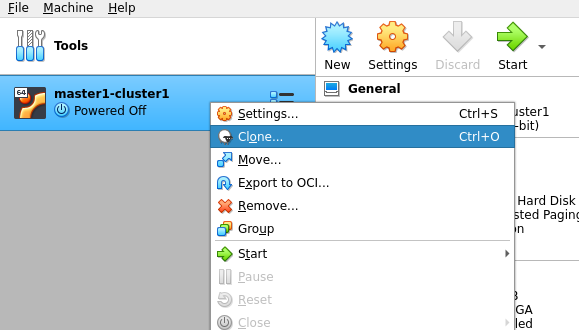 File Machine Help
Tools
New Settings Discard Start
64
master1-cluster1
Powered Off
General
Settings... Ctrl+S
Clone... Ctrl+O
Move...
Export to OCI...
Remove...
Group
Start
Pause
Reset
Close
uster1
-bit)
Hard Disk
sted Paging
on
B
GA
led